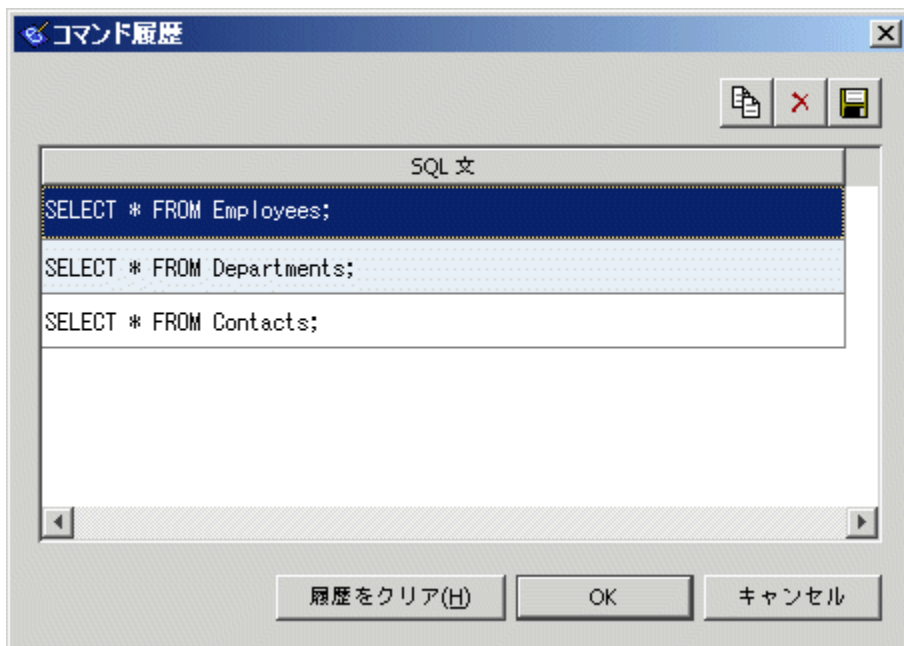 コマンド履歴
SQL 文
SELECT * FROM Employees;
SELECT * FROM Departments;
SELECT * FROM Contacts;
履歴をクリア(H)
OK
キャンセル